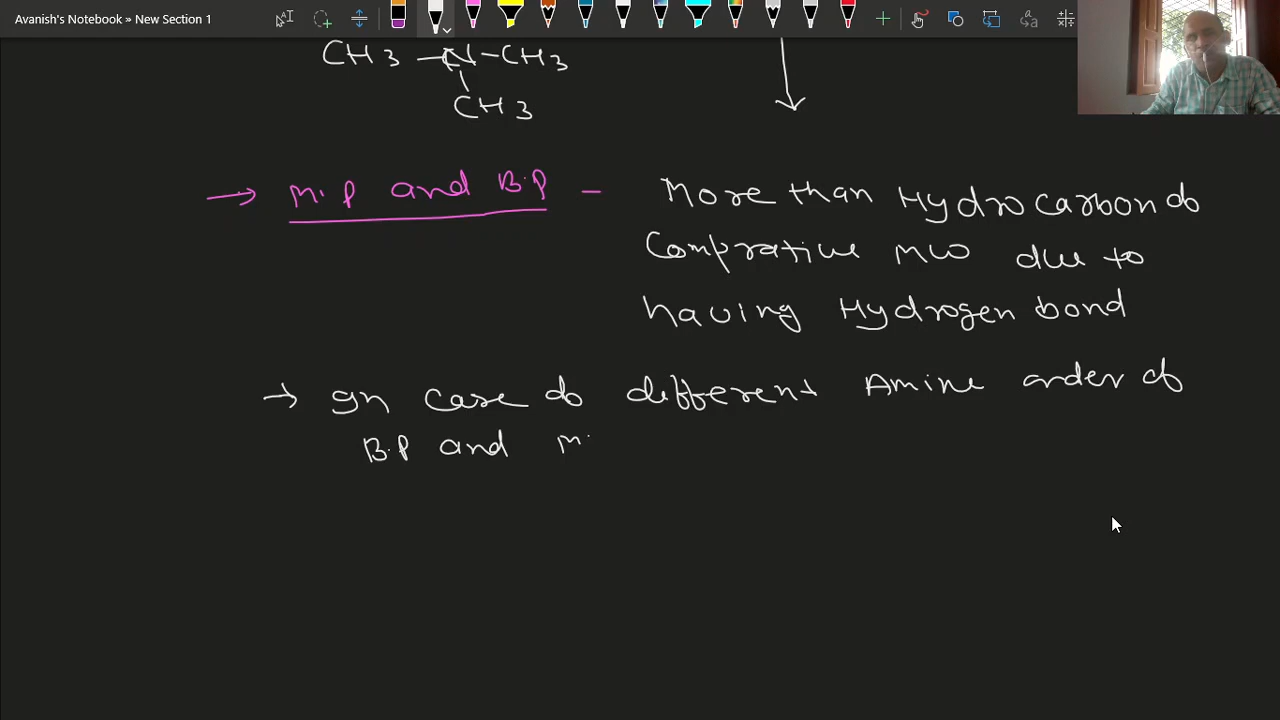 Avanish's Notebook » New Section 1
CH3 — N — CH3
CH3
→ M.P and B.P – More than Hydrocarbon of
Comprative MW due to
having Hydrogen bond
→ In case of different Amine order of
B.P and M.